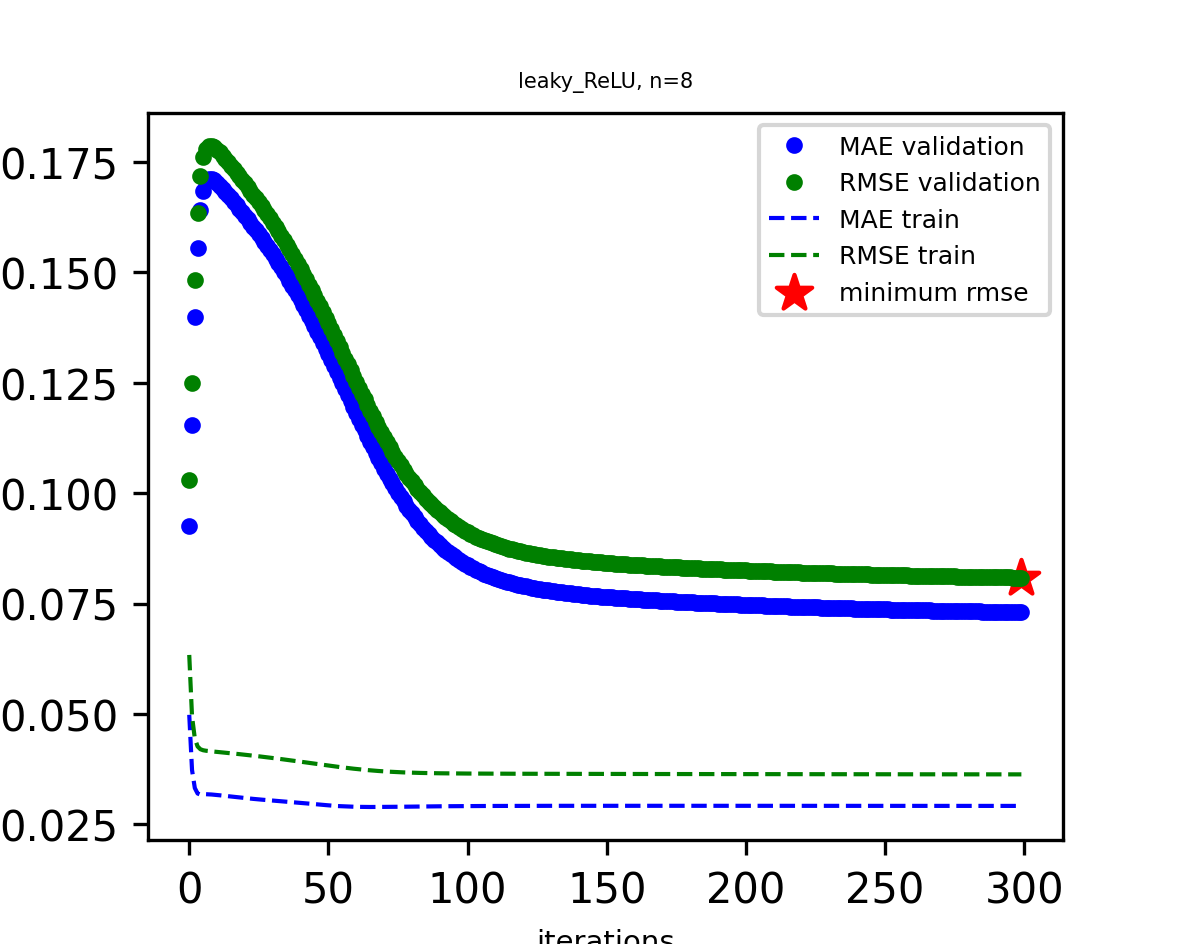 leaky_ReLU, n=8
MAE validation
RMSE validation
MAE train
RMSE train
minimum rmse
0.175
0.150
0.125
0.100
0.075
0.050
0.025
0 50 100 150 200 250 300
iterations